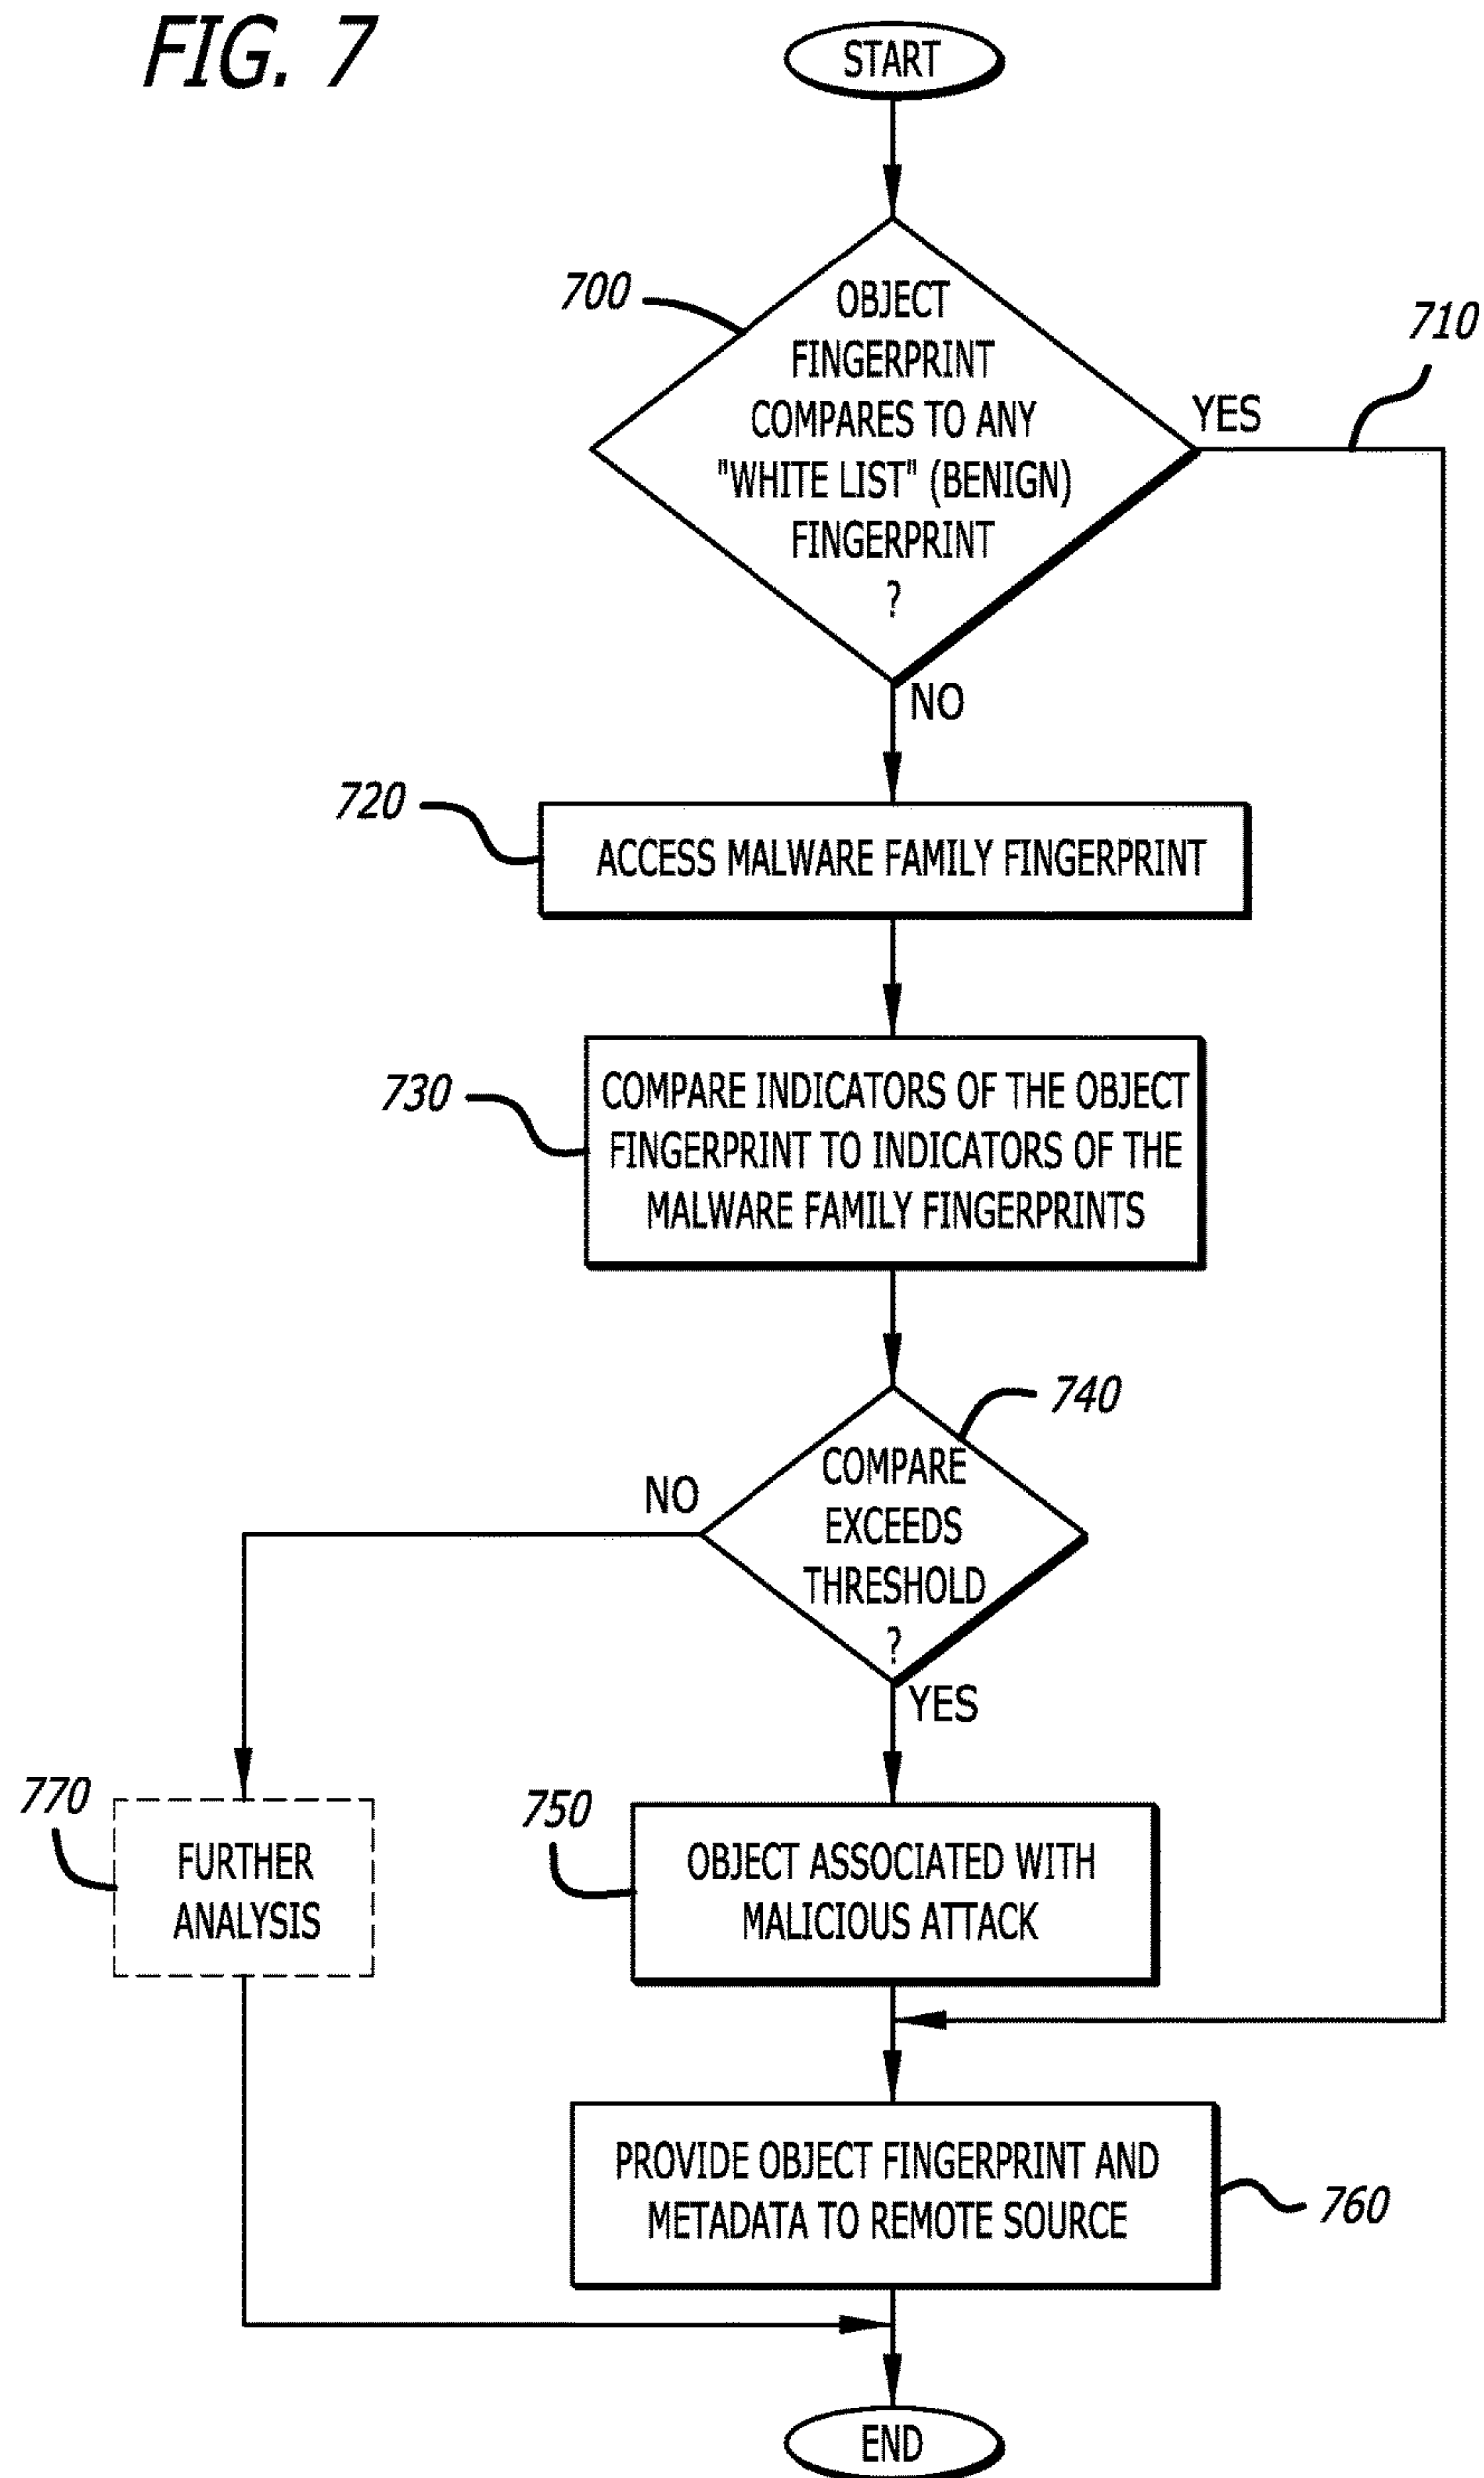 FIG. 7
START
700
OBJECT
FINGERPRINT
COMPARES TO ANY
"WHITE LIST" (BENIGN)
FINGERPRINT
?
YES
710
NO
720
ACCESS MALWARE FAMILY FINGERPRINT
730
COMPARE INDICATORS OF THE OBJECT
FINGERPRINT TO INDICATORS OF THE
MALWARE FAMILY FINGERPRINTS
740
COMPARE
EXCEEDS
THRESHOLD
?
NO
YES
770
FURTHER
ANALYSIS
750
OBJECT ASSOCIATED WITH
MALICIOUS ATTACK
PROVIDE OBJECT FINGERPRINT AND
METADATA TO REMOTE SOURCE
760
END